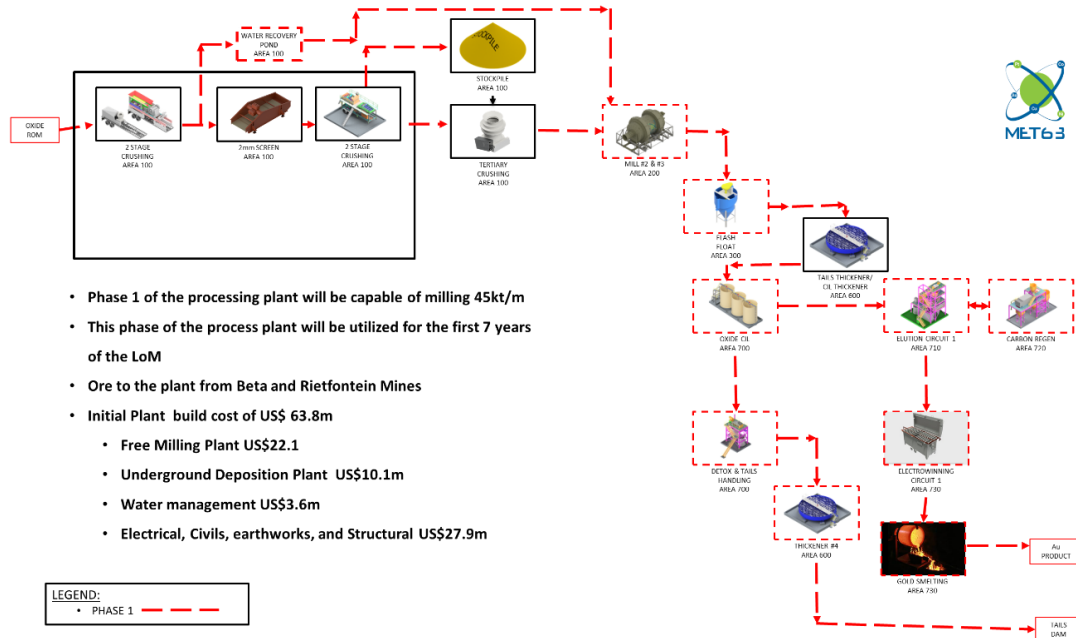 WATER RECOVERY
POND
AREA 100
STOCKPILE
STOCKPILE
AREA 100
OXIDE
ROM
2 STAGE
CRUSHING
AREA 100
2mm SCREEN
AREA 100
2 STAGE
CRUSHING
AREA 100
TERTIARY
CRUSHING
AREA 100
MILL #2 & #3
AREA 200
MET63
FLASH
FLOAT
AREA 300
TAILS THICKENER/
CIL THICKENER
AREA 600
OXIDE CIL
AREA 700
ELUTION CIRCUIT 1
AREA 710
CARBON REGEN
AREA 720
• Phase 1 of the processing plant will be capable of milling 45kt/m
• This phase of the process plant will be utilized for the first 7 years
of the LoM
• Ore to the plant from Beta and Rietfontein Mines
• Initial Plant build cost of US$ 63.8m
• Free Milling Plant US$22.1
• Underground Deposition Plant US$10.1m
• Water management US$3.6m
• Electrical, Civils, earthworks, and Structural US$27.9m
DETOX & TAILS
HANDLING
AREA 700
ELECTROWINNING
CIRCUIT 1
AREA 730
THICKENER #4
AREA 600
GOLD SMELTING
AREA 730
Au
PRODUCT
TAILS
DAM
LEGEND:
• PHASE 1